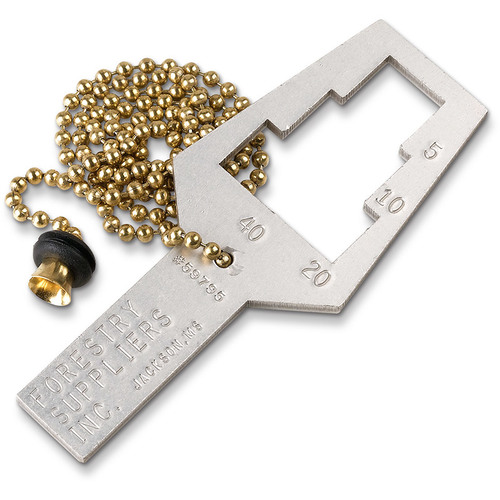 5
10
40
20
#59795
FORESTRY
SUPPLIERS
INC. JACKSON, MS